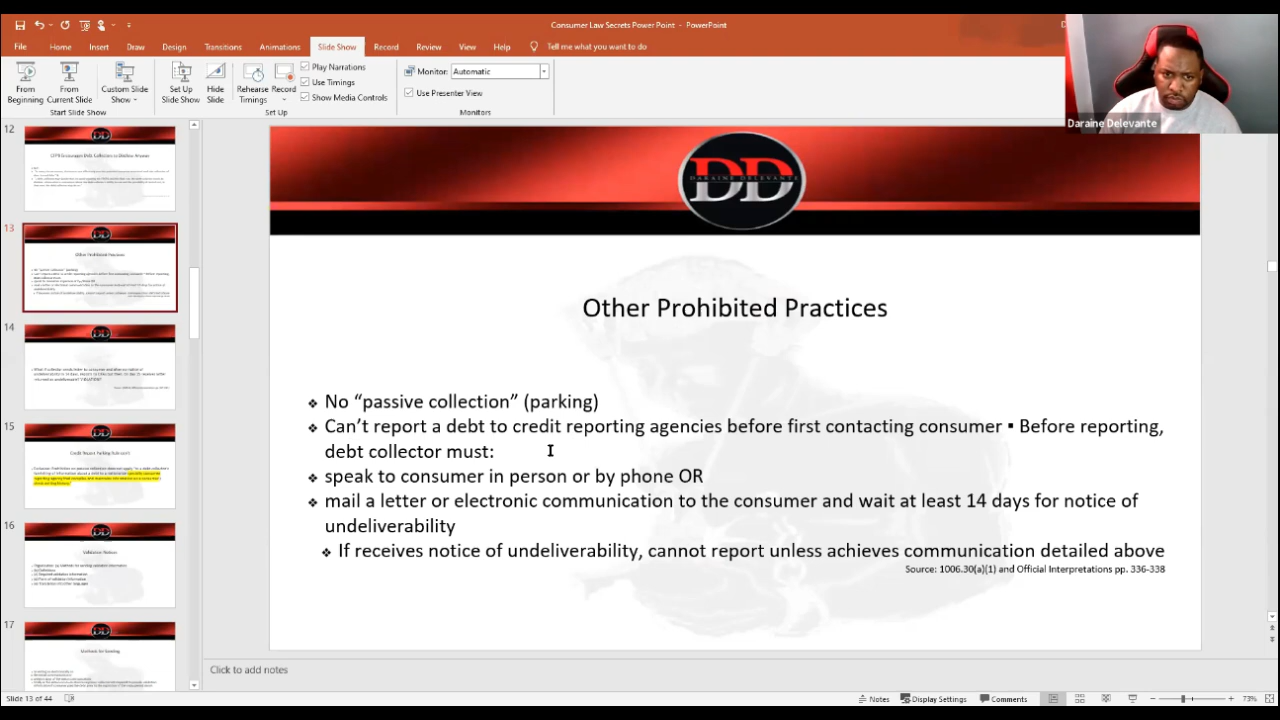 Consumer Law Secrets Power Point - PowerPoint
File Home Insert Draw Design Transitions Animations Slide Show Record Review View Help Tell me what you want to do
From Beginning
From Current Slide
Custom Slide Show
Start Slide Show
Set Up Slide Show
Hide Slide
Rehearse Timings
Record
Play Narrations
Use Timings
Show Media Controls
Set Up
Monitor: Automatic
Use Presenter View
Monitors
Daraine Delevante
12
13
Other Prohibited Practices
14
15
16
Validation Notices
17
Methods for Sending
DD
DARAINE DELEVANTE
Other Prohibited Practices
❖ No “passive collection” (parking)
❖ Can’t report a debt to credit reporting agencies before first contacting consumer ▪ Before reporting,
debt collector must:
❖ speak to consumer in person or by phone OR
❖ mail a letter or electronic communication to the consumer and wait at least 14 days for notice of
undeliverability
❖ If receives notice of undeliverability, cannot report unless achieves communication detailed above
Source: 1006.30(a)(1) and Official Interpretations pp. 336-338
Click to add notes
Slide 13 of 44
Notes Display Settings Comments 73%